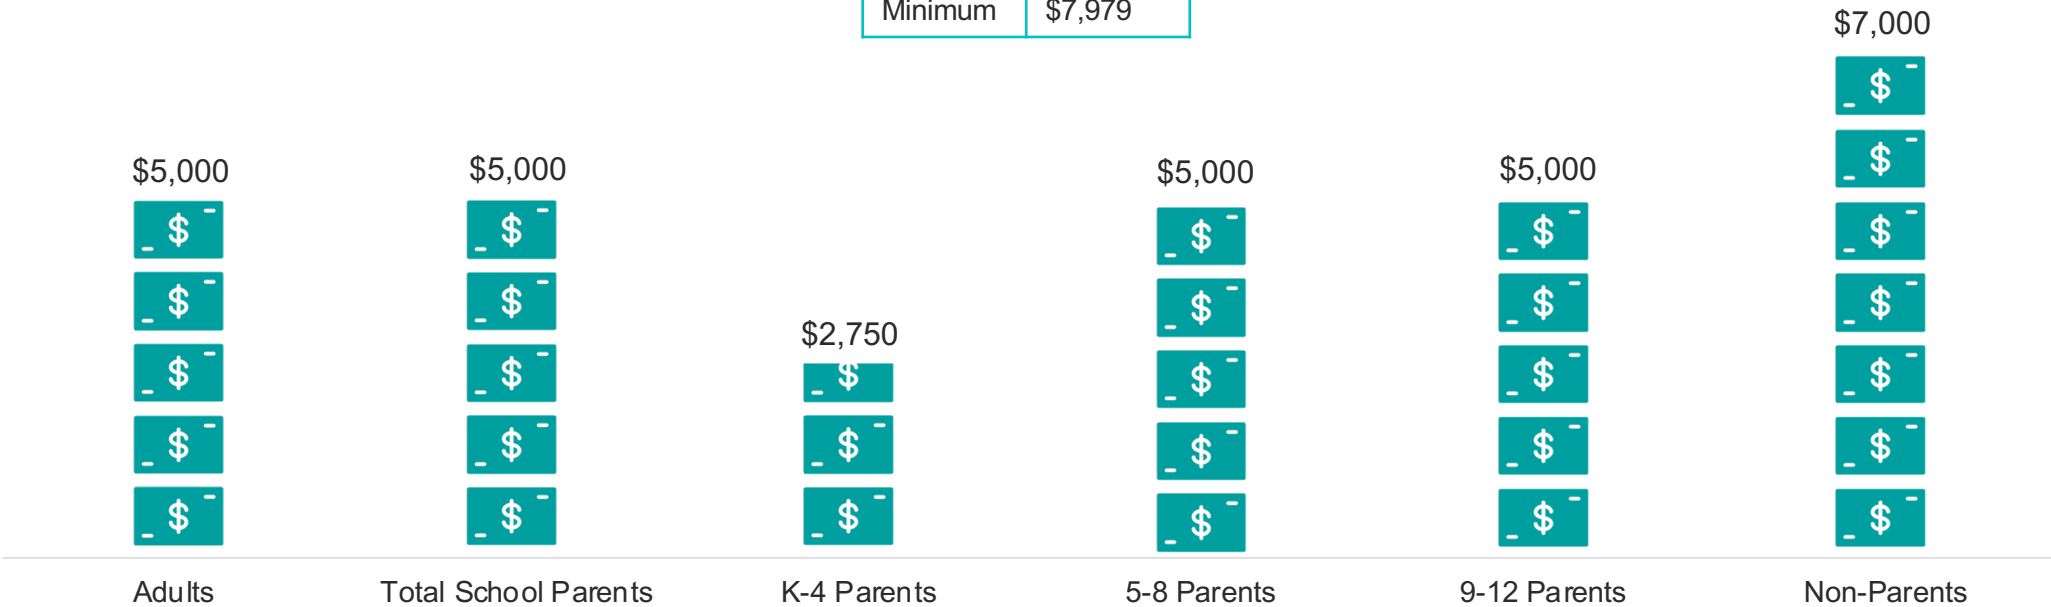 Minimum $7,979
$7,000
$5,000 $5,000 $5,000 $5,000
$2,750
Adults Total School Parents K-4 Parents 5-8 Parents 9-12 Parents Non-Parents